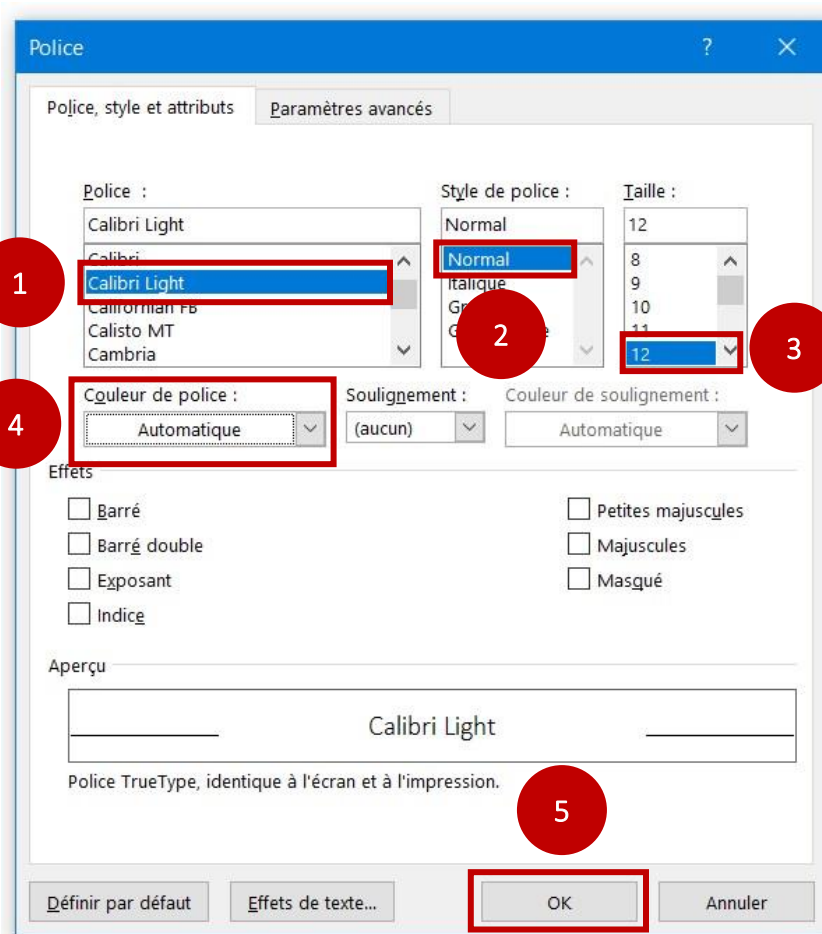 Police ?
Police, style et attributs Paramètres avancés
Police : Style de police : Taille :
Calibri Light Normal 12
Calibri Normal 8
1 Calibri Light Italique 9
Californian FB 10
Calisto MT 2 11 3
Cambria 12
4 Couleur de police : Soulignement : Couleur de soulignement :
Automatique (aucun) Automatique
Effets
Barré Petites majuscules
Barré double Majuscules
Exposant Masqué
Indice
Aperçu
Calibri Light
Police TrueType, identique à l'écran et à l'impression.
5
Définir par défaut Effets de texte... OK Annuler